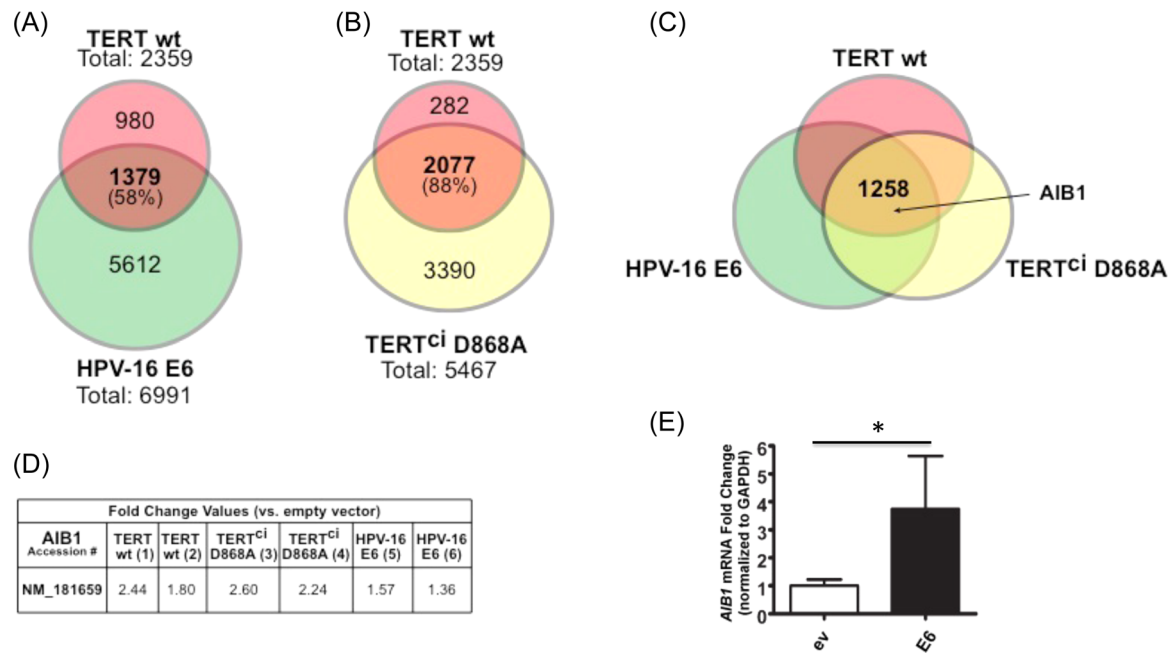 (A)
TERT wt
Total: 2359
980
1379
(58%)
5612
HPV-16 E6
Total: 6991
(B)
TERT wt
Total: 2359
282
2077
(88%)
3390
TERTci D868A
Total: 5467
(C)
TERT wt
1258
AIB1
HPV-16 E6
TERTci D868A
(D)
Fold Change Values (vs. empty vector)
AIB1 Accession # TERT wt (1) TERT wt (2) TERTci D868A (3) TERTci D868A (4) HPV-16 E6 (5) HPV-16 E6 (6)
NM_181659 2.44 1.80 2.60 2.24 1.57 1.36
(E)
*
AIB1 mRNA Fold Change
(normalized to GAPDH)
6
5
4
3
2
1
0
ev
E6